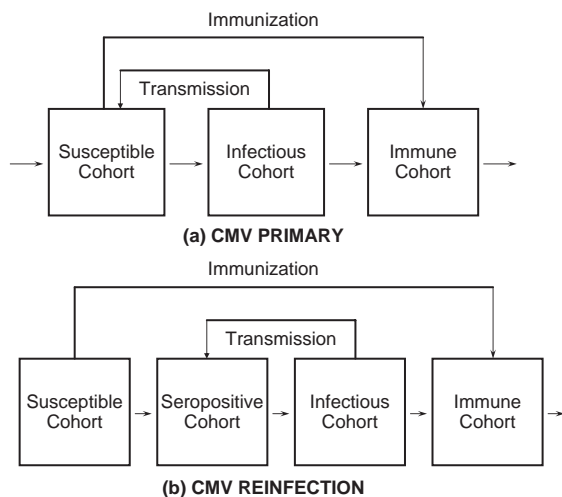 Immunization
Transmission
Susceptible
Cohort
Infectious
Cohort
Immune
Cohort
(a) CMV PRIMARY
Immunization
Transmission
Susceptible
Cohort
Seropositive
Cohort
Infectious
Cohort
Immune
Cohort
(b) CMV REINFECTION